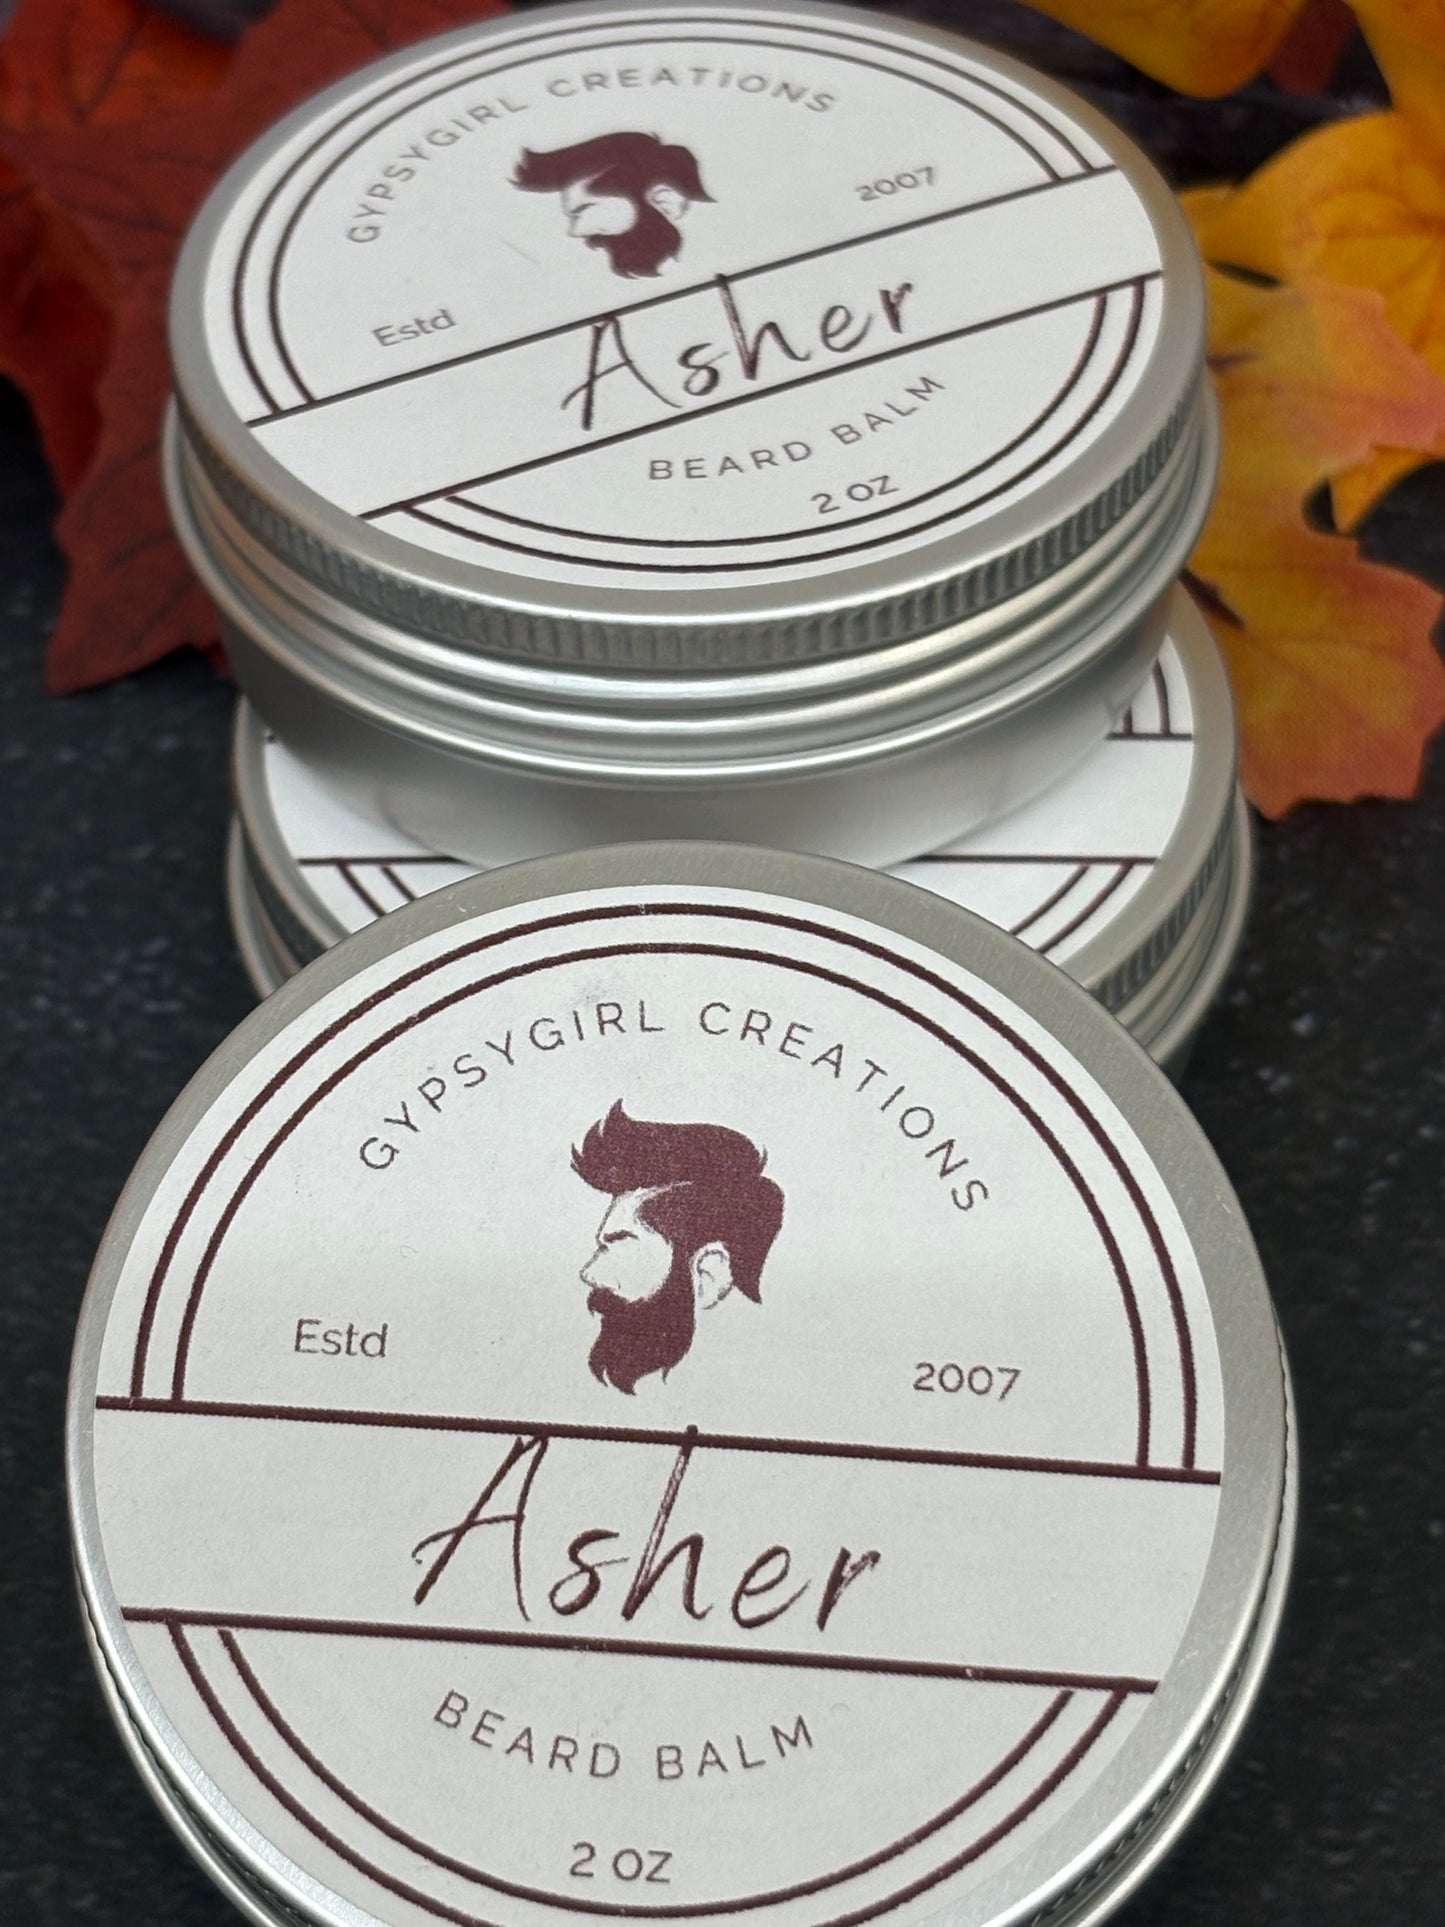 GYPSYGIRL CREATIONS
Estd 2007
Asher
BEARD BALM
2 OZ
GYPSYGIRL CREATIONS
Estd 2007
Asher
BEARD BALM
2 OZ